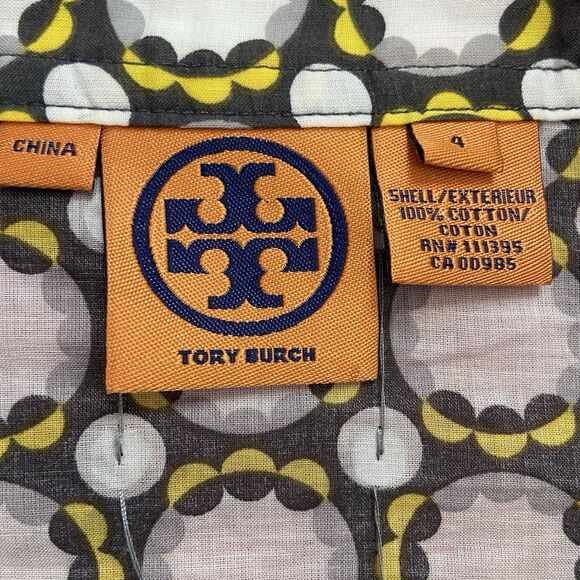 CHINA
TORY BURCH
4
SHELL/EXTERIEUR
100% COTTON/
COTON
RN# 111395
CA 00985